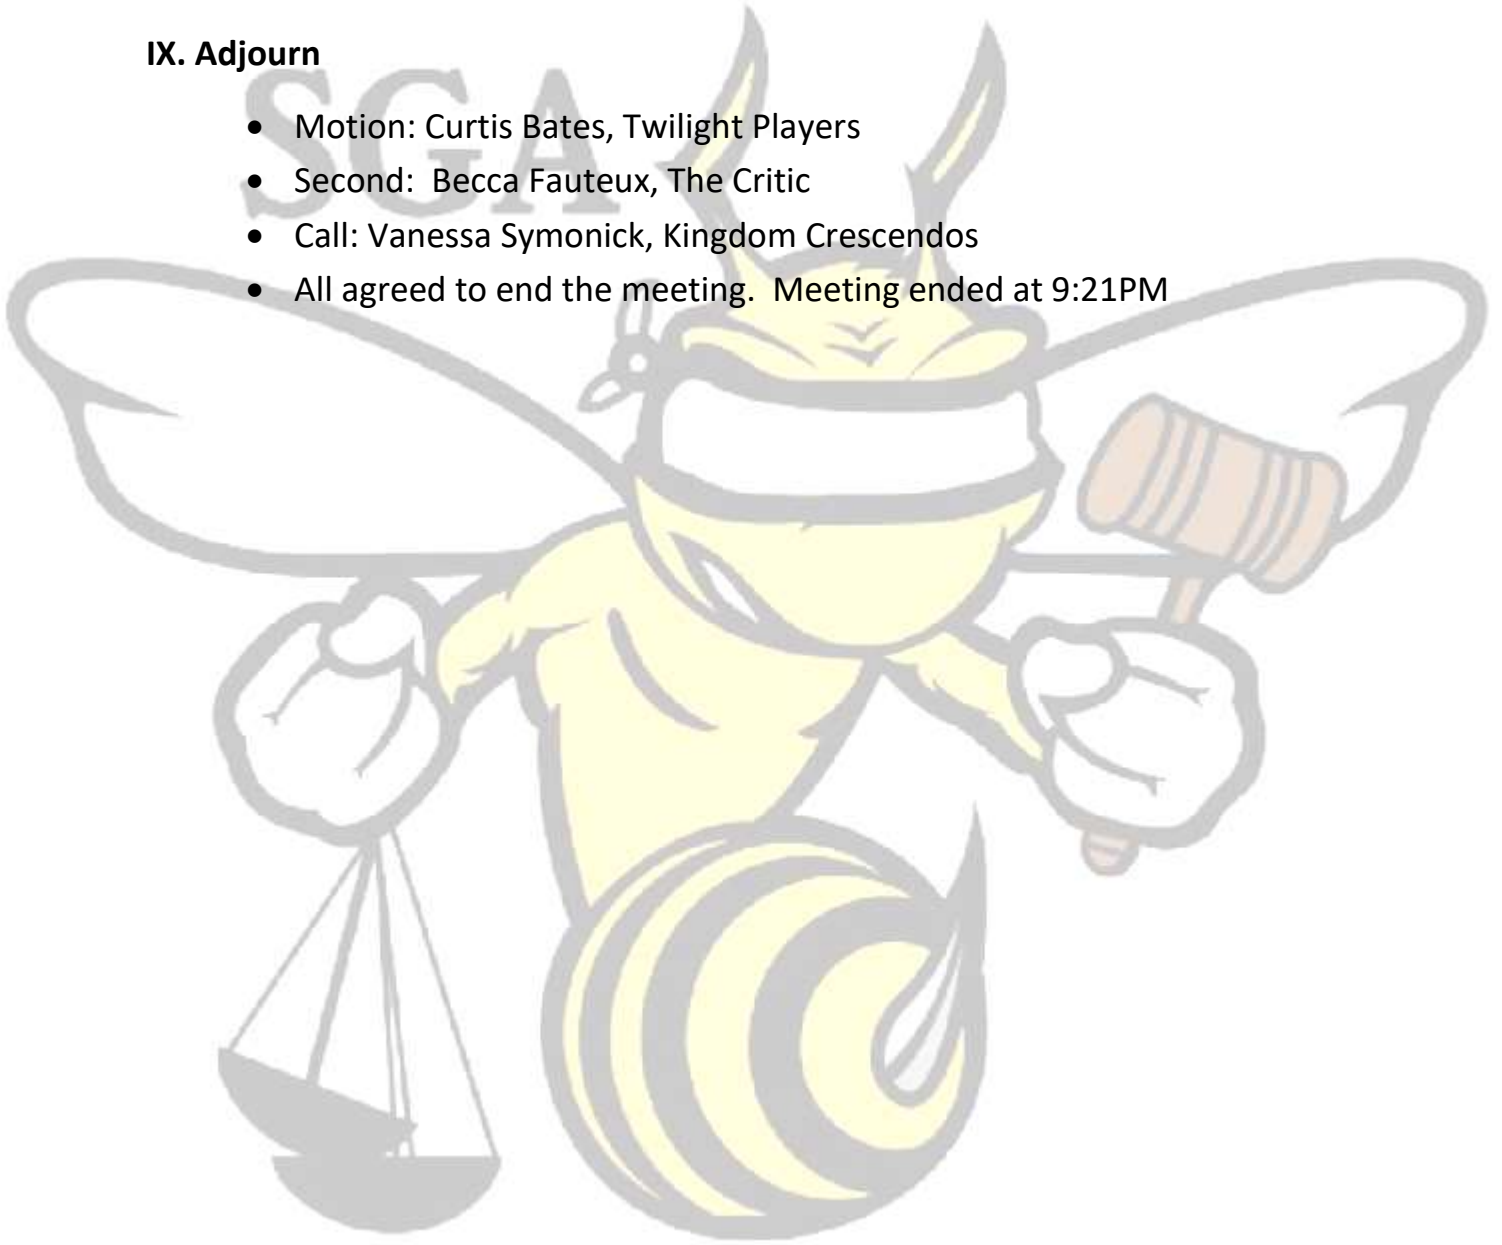 IX. Adjourn
SGA
• Motion: Curtis Bates, Twilight Players
• Second:  Becca Fauteux, The Critic
• Call: Vanessa Symonick, Kingdom Crescendos
• All agreed to end the meeting.  Meeting ended at 9:21PM